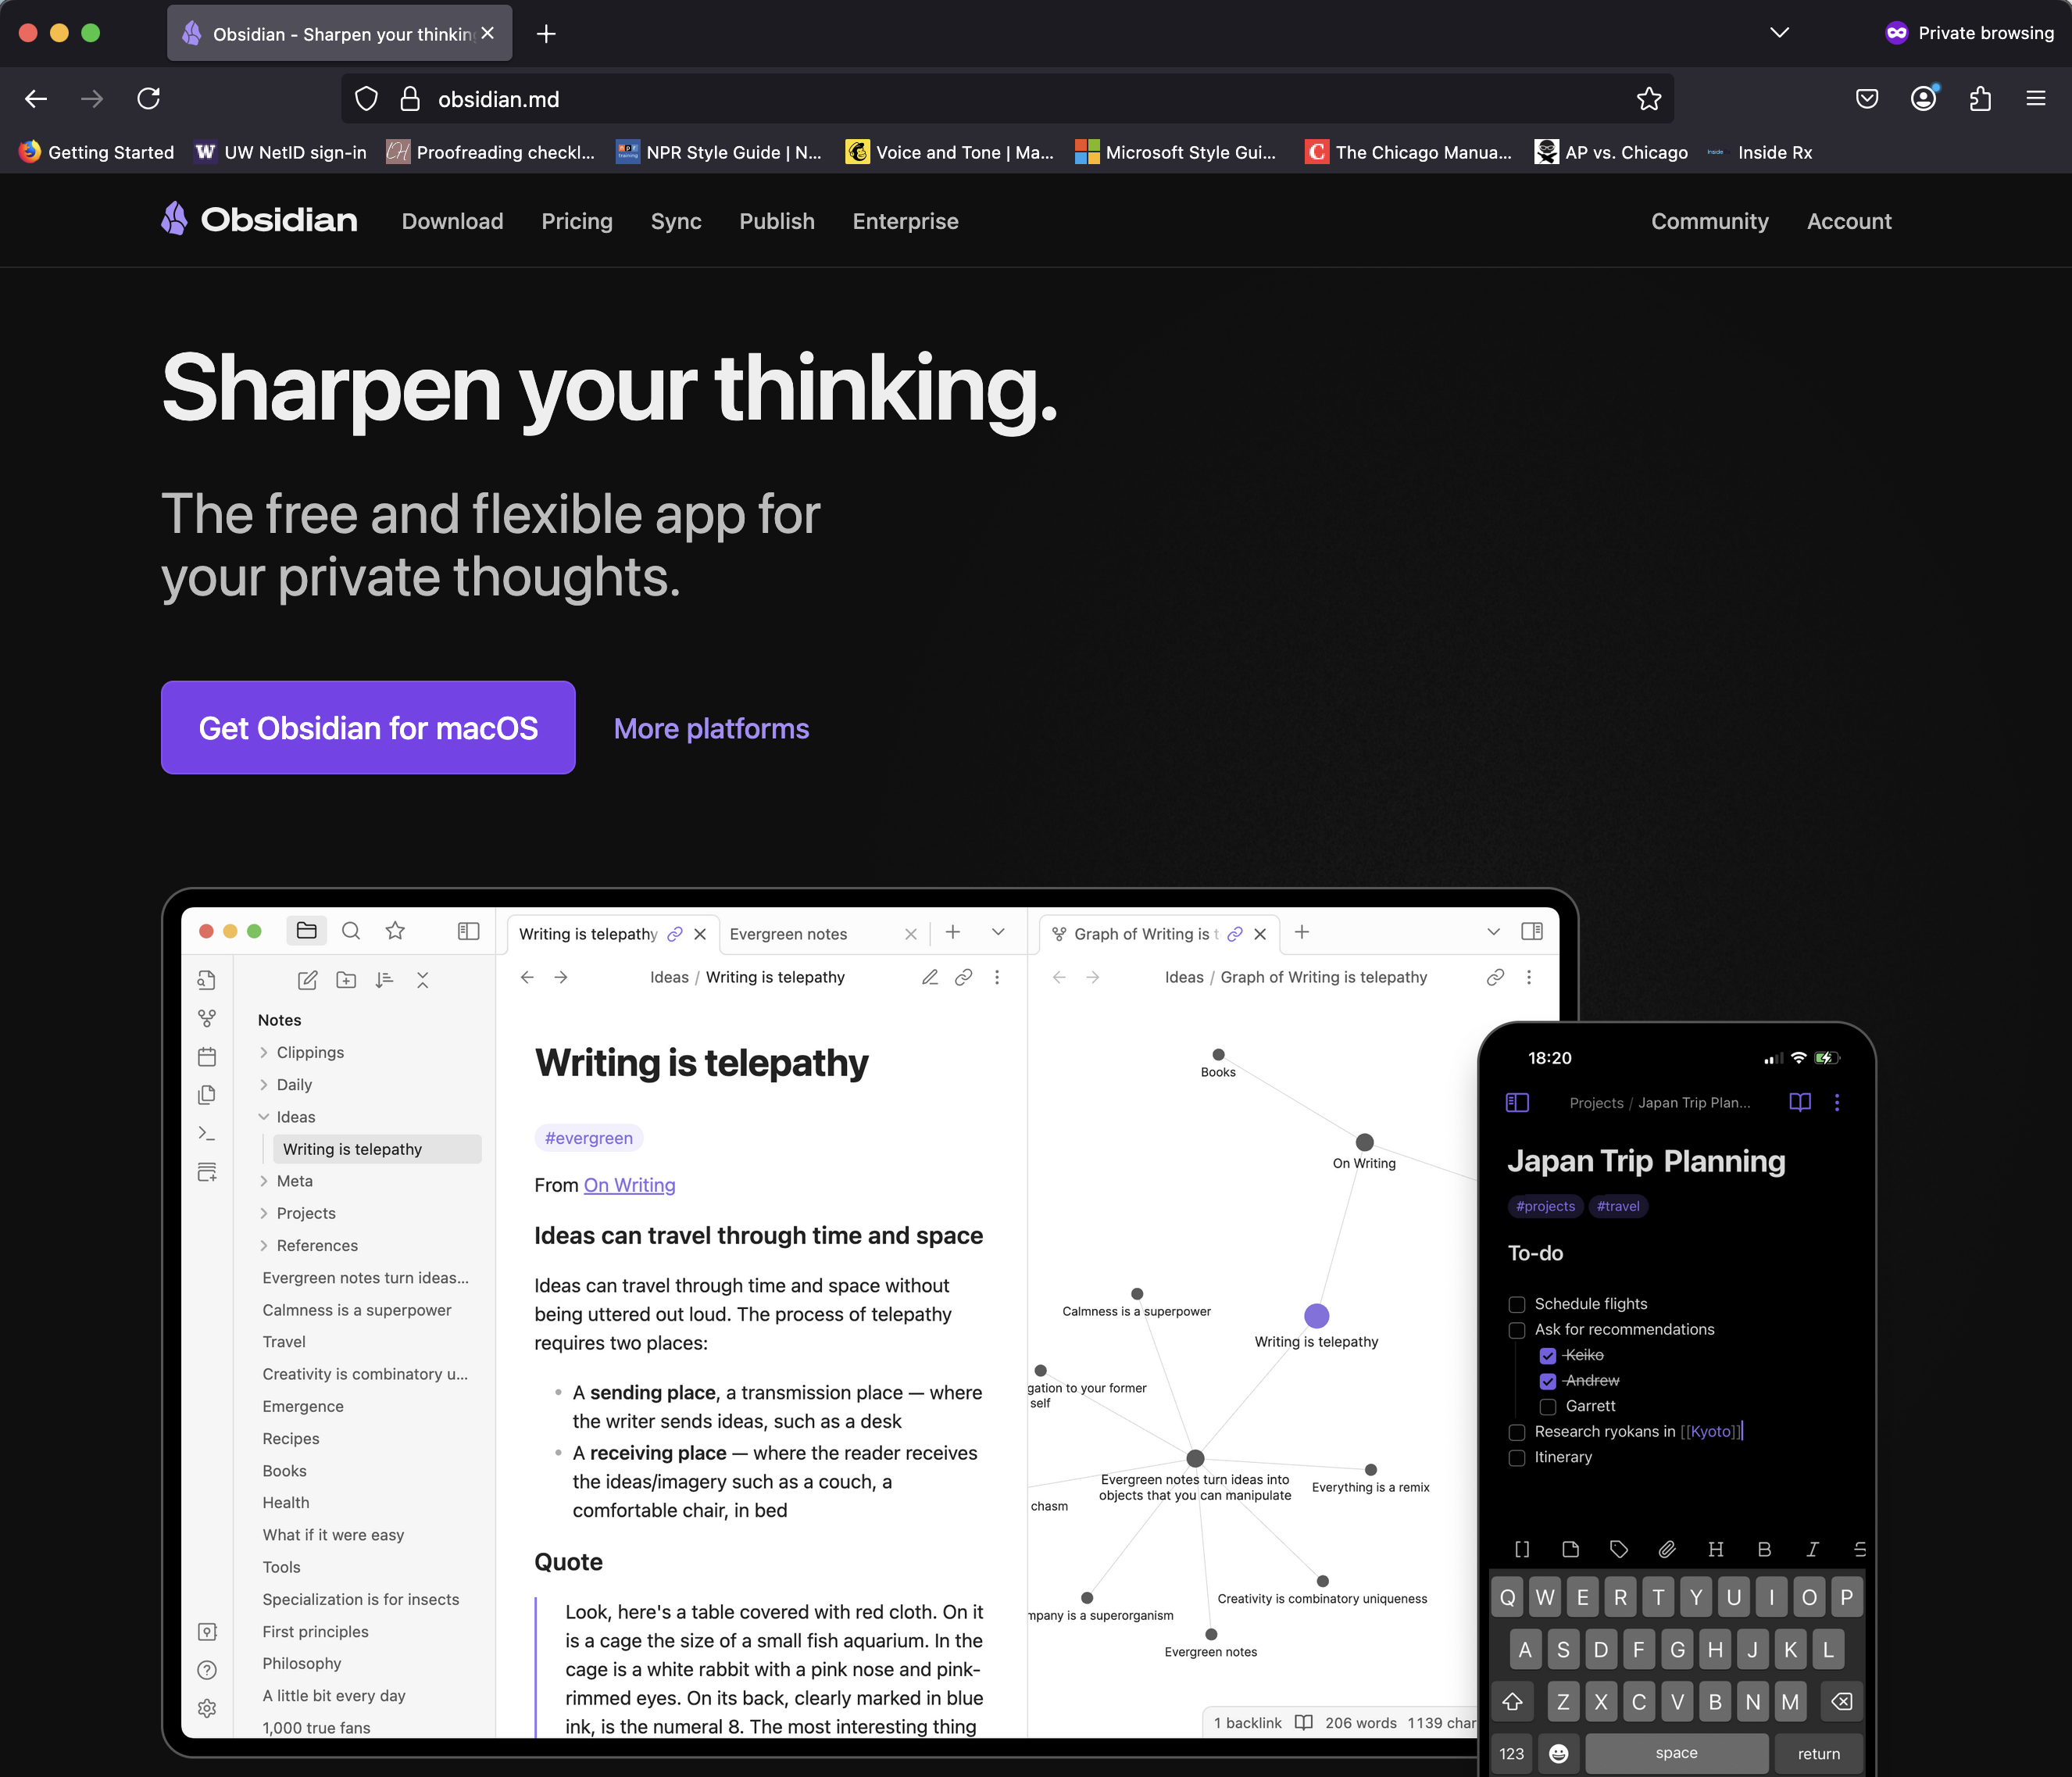 Obsidian - Sharpen your thinkin
Private browsing
obsidian.md
Getting Started
UW NetID sign-in
Proofreading checkl...
NPR Style Guide | N...
Voice and Tone | Ma...
Microsoft Style Gui...
The Chicago Manua...
AP vs. Chicago
Inside Rx
Obsidian
Download
Pricing
Sync
Publish
Enterprise
Community
Account
Sharpen your thinking.
The free and flexible app for
your private thoughts.
Get Obsidian for macOS
More platforms
Writing is telepathy
Evergreen notes
Graph of Writing is t
Notes
Clippings
Daily
Ideas
Writing is telepathy
Meta
Projects
References
Evergreen notes turn ideas...
Calmness is a superpower
Travel
Creativity is combinatory u...
Emergence
Recipes
Books
Health
What if it were easy
Tools
Specialization is for insects
First principles
Philosophy
A little bit every day
1,000 true fans
Ideas / Writing is telepathy
Writing is telepathy
#evergreen
From On Writing
Ideas can travel through time and space
Ideas can travel through time and space without
being uttered out loud. The process of telepathy
requires two places:
A sending place, a transmission place — where
the writer sends ideas, such as a desk
A receiving place — where the reader receives
the ideas/imagery such as a couch, a
comfortable chair, in bed
Quote
Look, here's a table covered with red cloth. On it
is a cage the size of a small fish aquarium. In the
cage is a white rabbit with a pink nose and pink-
rimmed eyes. On its back, clearly marked in blue
ink, is the numeral 8. The most interesting thing
Ideas / Graph of Writing is telepathy
Books
On Writing
Calmness is a superpower
Writing is telepathy
gation to your former
self
Evergreen notes turn ideas into
objects that you can manipulate
Everything is a remix
chasm
Creativity is combinatory uniqueness
mpany is a superorganism
Evergreen notes
1 backlink
206 words
1139 char
18:20
Projects / Japan Trip Plan...
Japan Trip Planning
#projects
#travel
To-do
Schedule flights
Ask for recommendations
Keiko
Andrew
Garrett
Research ryokans in [[Kyoto]]
Itinerary
H B I S
Q W E R T Y U I O P
A S D F G H J K L
Z X C V B N M
123
space
return